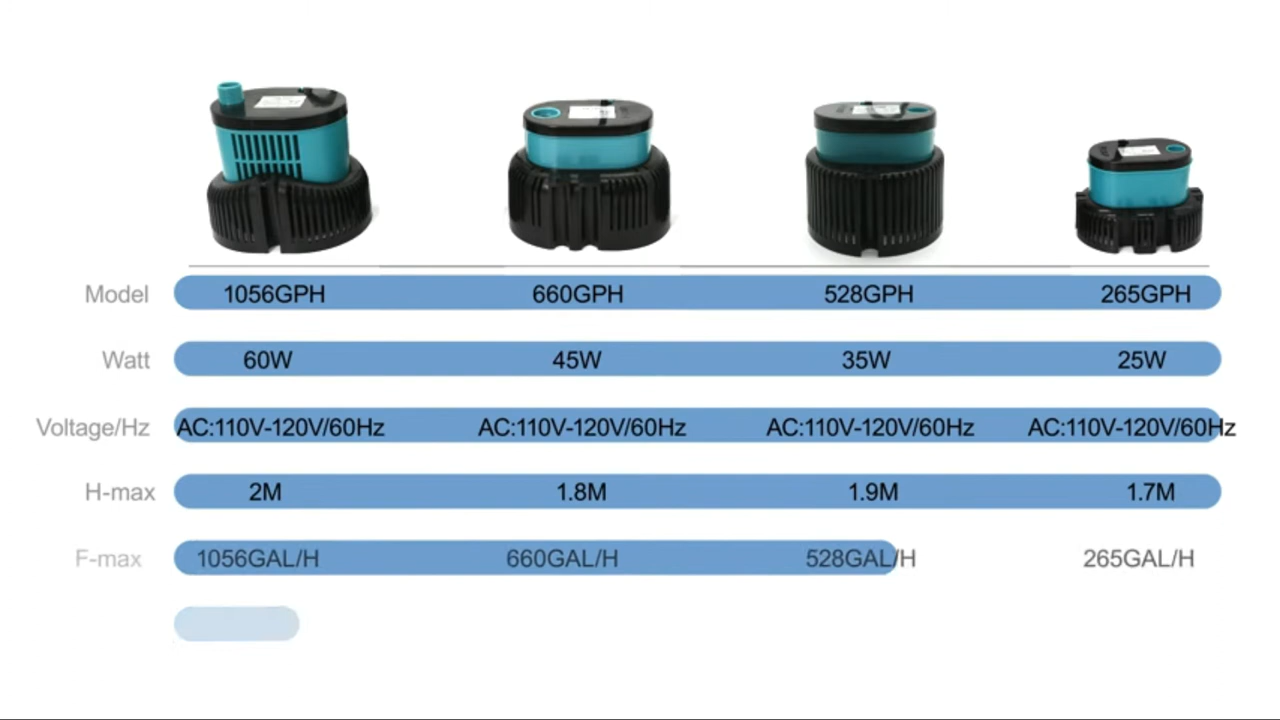 Model 1056GPH 660GPH 528GPH 265GPH
Watt 60W 45W 35W 25W
Voltage/Hz AC:110V-120V/60Hz AC:110V-120V/60Hz AC:110V-120V/60Hz AC:110V-120V/60Hz
H-max 2M 1.8M 1.9M 1.7M
F-max 1056GAL/H 660GAL/H 528GAL/H 265GAL/H